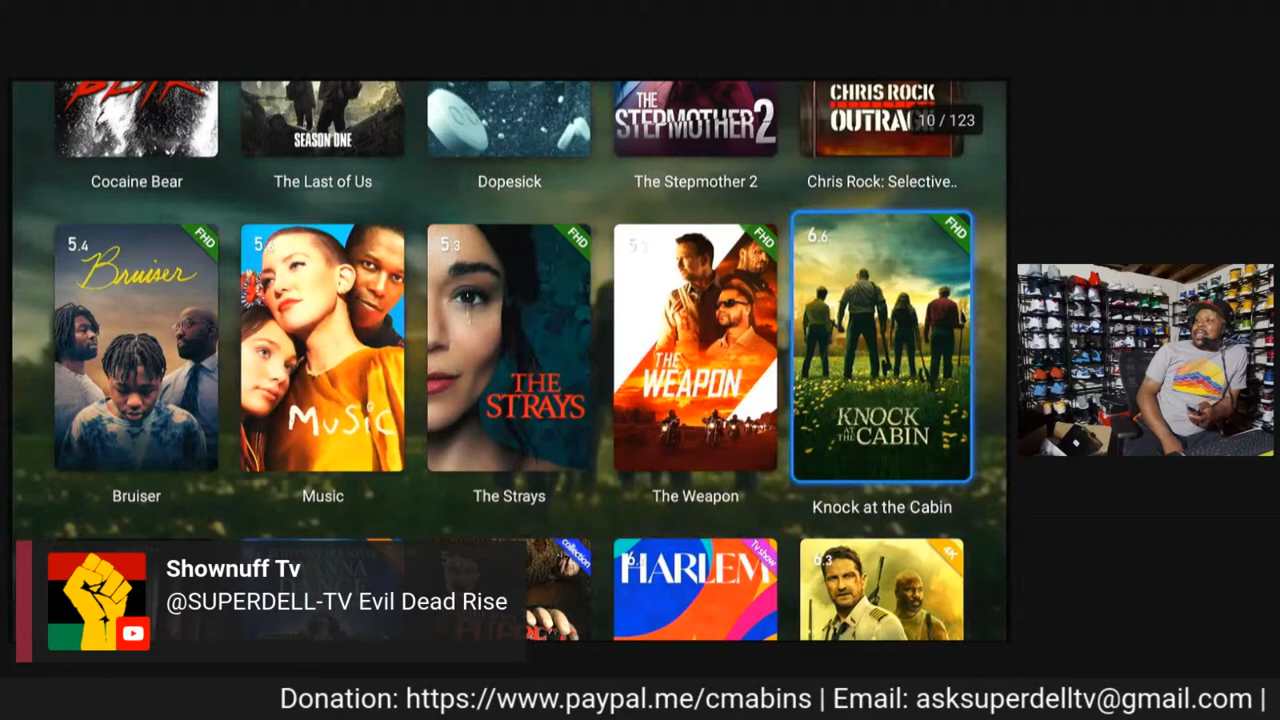 BEAR
SEASON ONE
THE
STEPMOTHER 2
CHRIS ROCK
OUTRAG
10 / 123
Cocaine Bear
The Last of Us
Dopesick
The Stepmother 2
Chris Rock: Selective..
5.4
FHD
Bruiser
Music
5.3
FHD
THE
STRAYS
FHD
THE
WEAPON
6.6
FHD
KNOCK
AT THE CABIN
Bruiser
Music
The Strays
The Weapon
Knock at the Cabin
collection
HARLEM
Tv show
6.3
4K
Shownuff Tv
@SUPERDELL-TV Evil Dead Rise
Donation: https://www.paypal.me/cmabins | Email: asksuperdelltv@gmail.com |